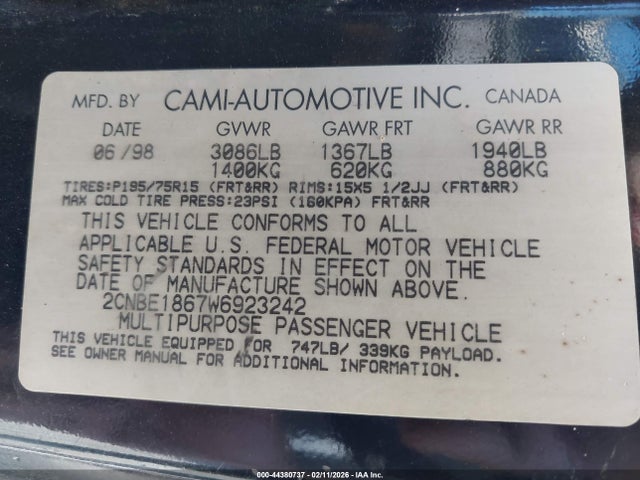 MFD. BY CAMI-AUTOMOTIVE INC. CANADA
DATE GVWR GAWR FRT GAWR RR
06/98 3086LB 1367LB 1940LB
1400KG 620KG 880KG
TIRES:P195/75R15 (FRT&RR) RIMS:15X5 1/2JJ (FRT&RR)
MAX COLD TIRE PRESS:23PSI (160KPA) FRT&RR
THIS VEHICLE CONFORMS TO ALL
APPLICABLE U.S. FEDERAL MOTOR VEHICLE
SAFETY STANDARDS IN EFFECT ON THE
DATE OF MANUFACTURE SHOWN ABOVE.
2CNBE1867W6923242
MULTIPURPOSE PASSENGER VEHICLE
THIS VEHICLE EQUIPPED FOR 747LB/ 339KG PAYLOAD.
SEE OWNER MANUAL FOR ADDITIONAL INFORMATION.
000-44380737 - 02/11/2026 - IAA Inc.